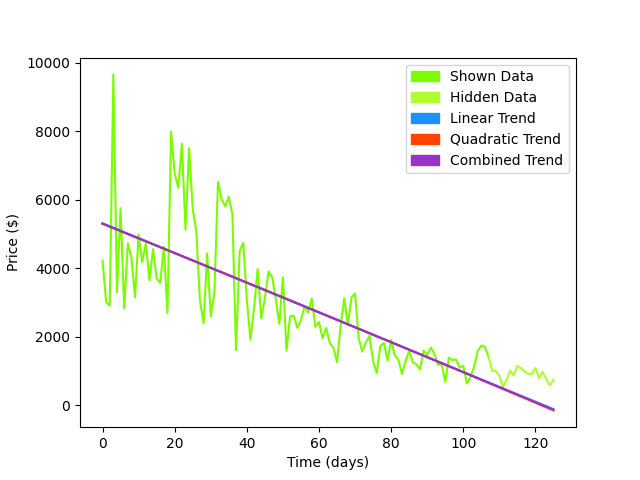 10000
8000
6000
4000
2000
0
Price ($)
0 20 40 60 80 100 120
Time (days)
Shown Data
Hidden Data
Linear Trend
Quadratic Trend
Combined Trend